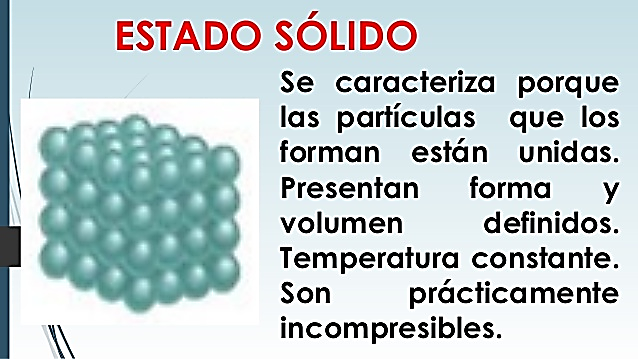 ESTADO SÓLIDO
Se caracteriza porque
las partículas que los
forman están unidas.
Presentan forma y
volumen definidos.
Temperatura constante.
Son prácticamente
incompresibles.